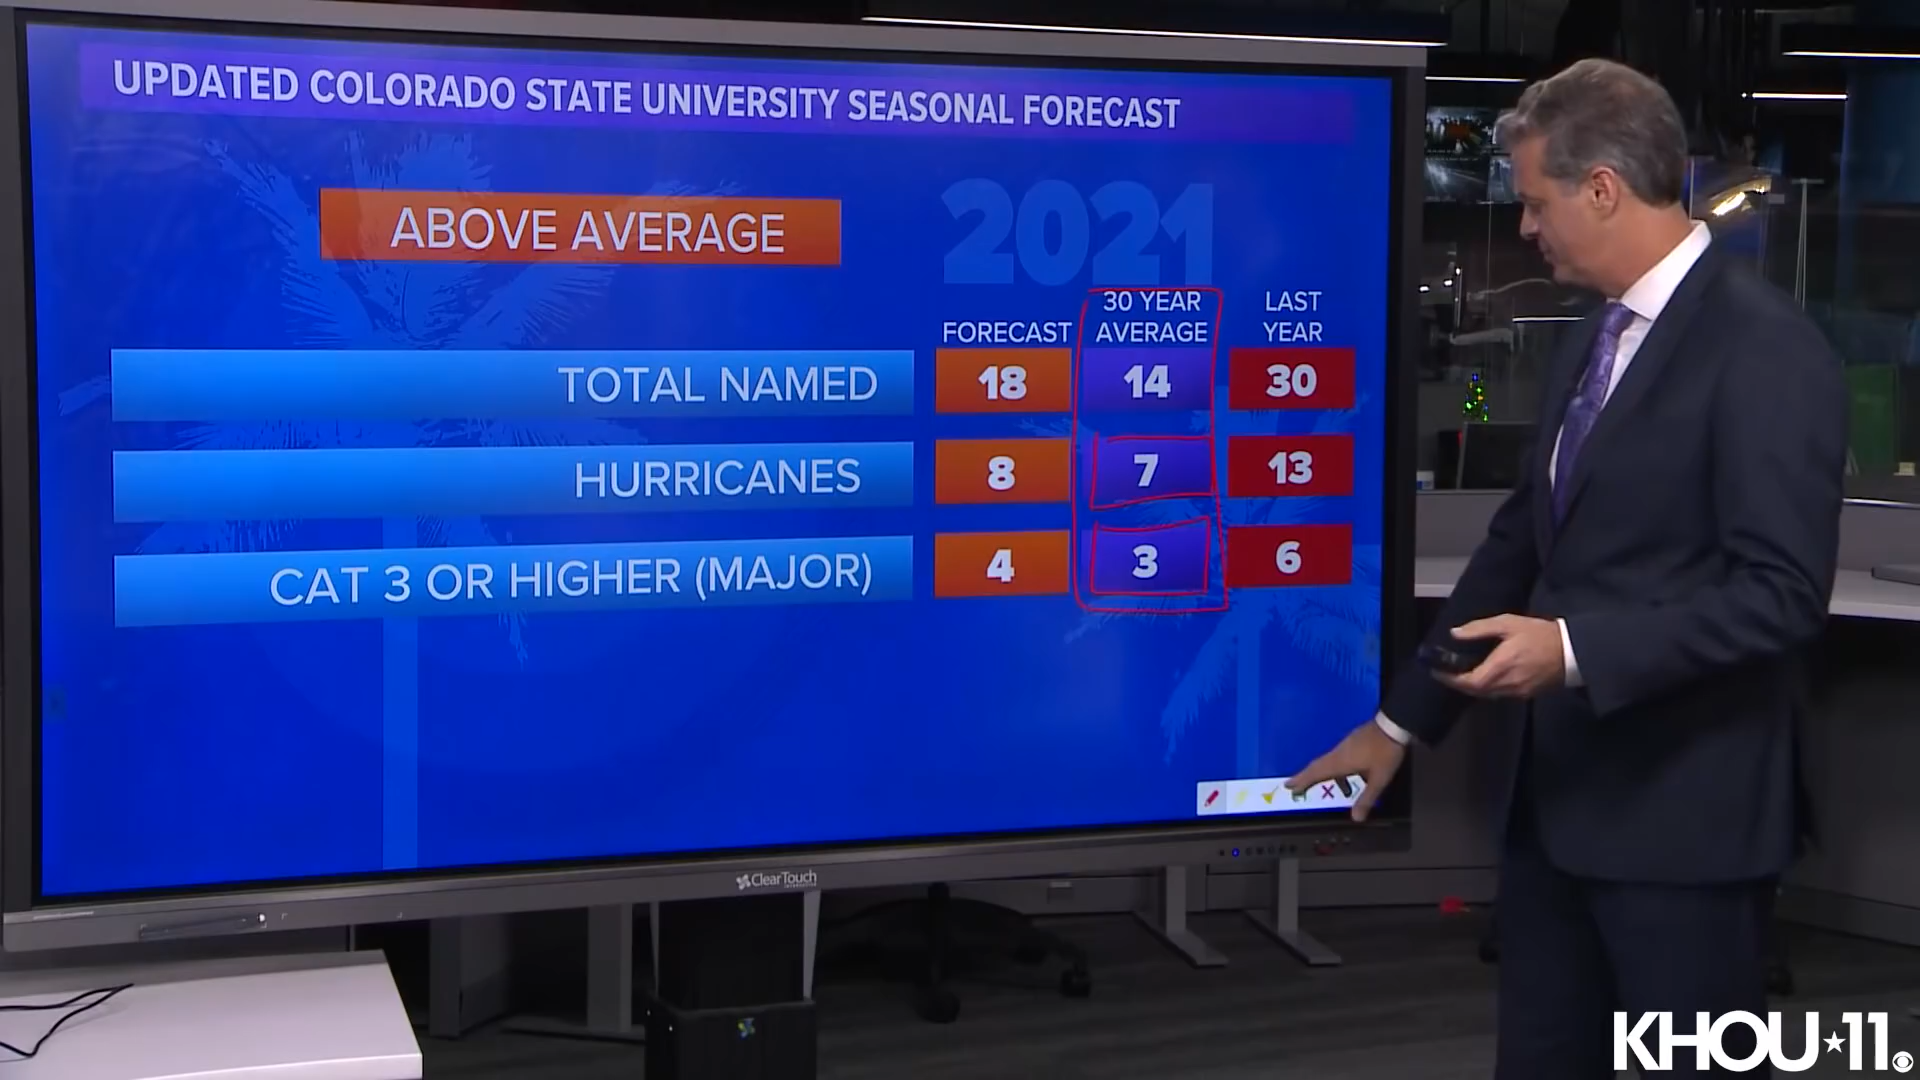 UPDATED COLORADO STATE UNIVERSITY SEASONAL FORECAST
ABOVE AVERAGE
2021
FORECAST
30 YEAR
AVERAGE
LAST
YEAR
TOTAL NAMED 18 14 30
HURRICANES 8 7 13
CAT 3 OR HIGHER (MAJOR) 4 3 6
ClearTouch
KHOU★11